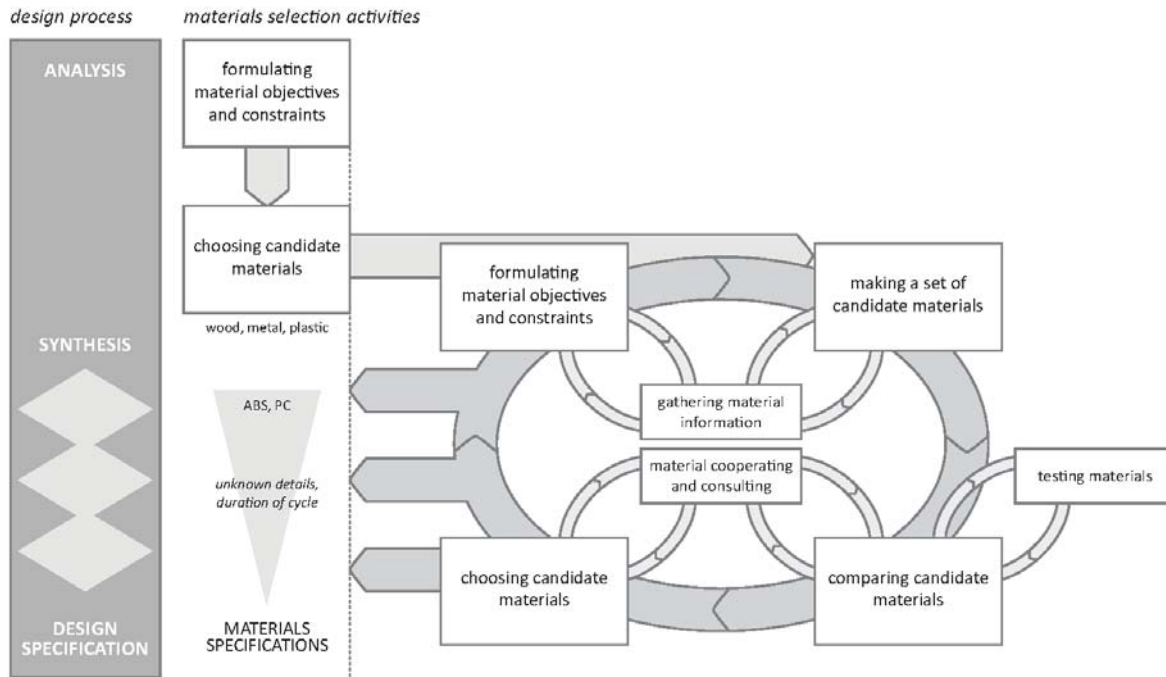 design process
materials selection activities
ANALYSIS
formulating
material objectives
and constraints
choosing candidate
materials
wood, metal, plastic
formulating
material objectives
and constraints
making a set of
candidate materials
SYNTHESIS
ABS, PC
gathering material
information
material cooperating
and consulting
testing materials
unknown details,
duration of cycle
choosing candidate
materials
comparing candidate
materials
DESIGN
SPECIFICATION
MATERIALS
SPECIFICATIONS